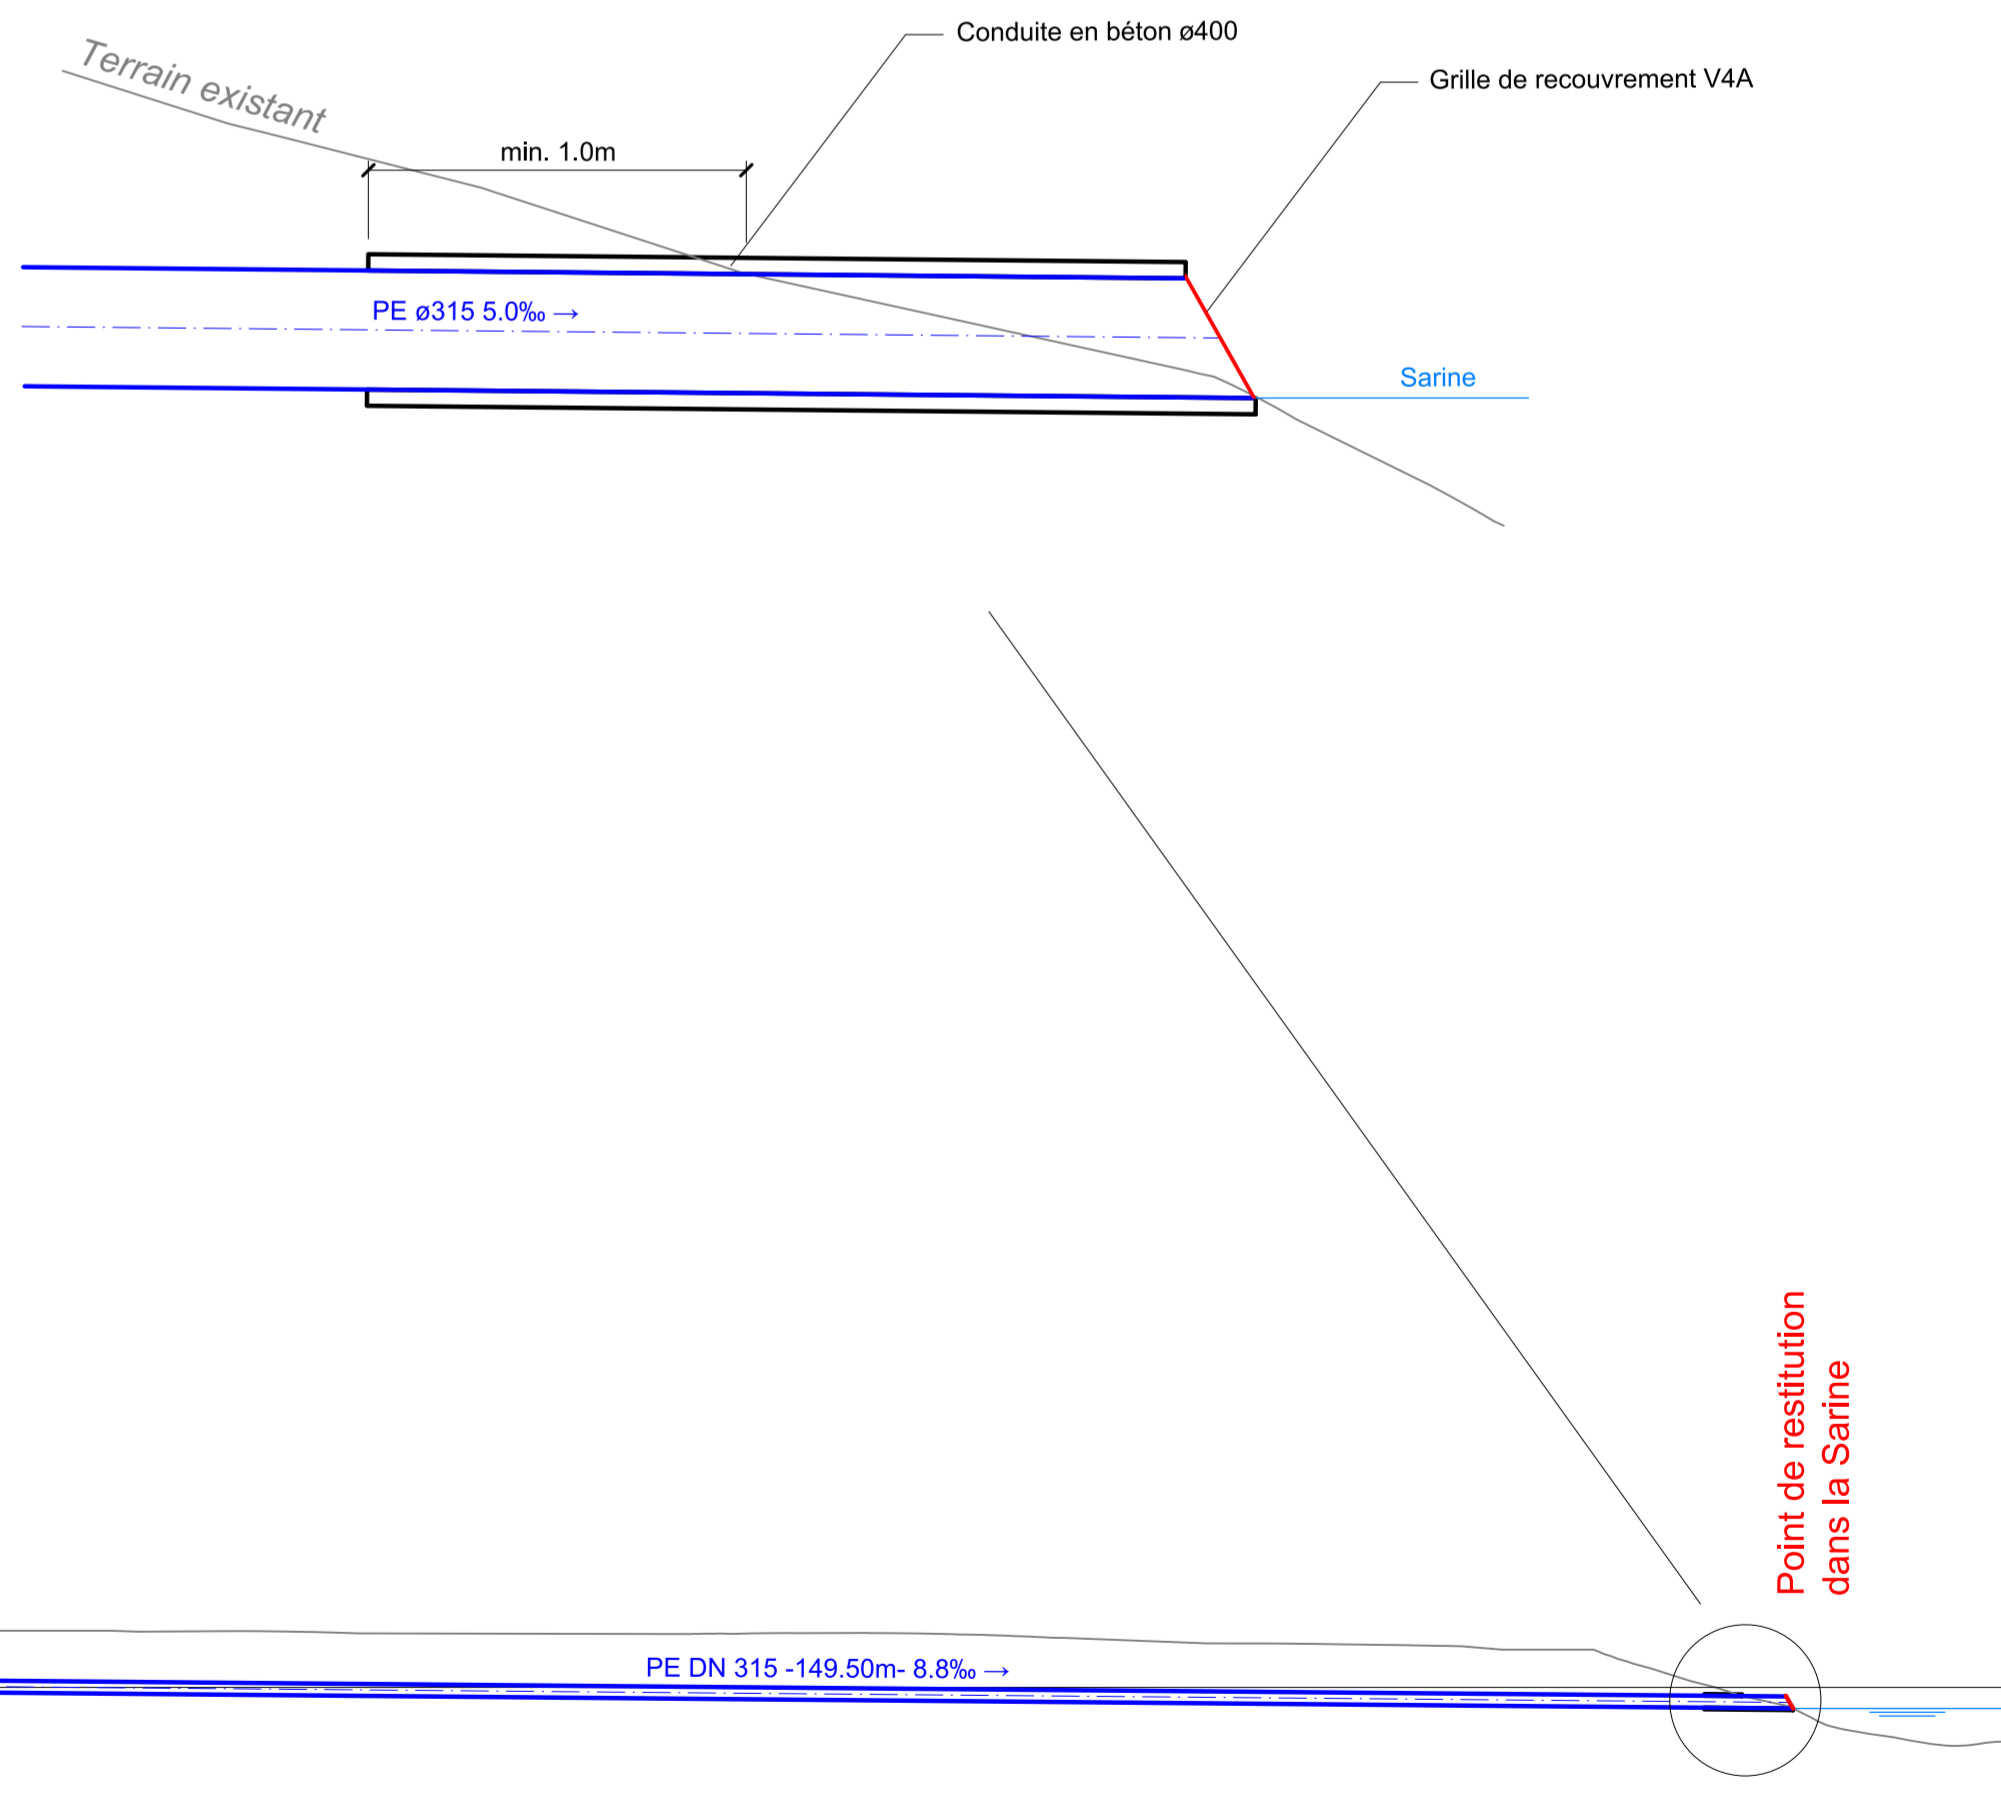 Conduite en béton ø400
Terrain existant
Grille de recouvrement V4A
min. 1.0m
PE ø315 5.0‰ →
Sarine
Point de restitution
dans la Sarine
PE DN 315 -149.50m- 8.8‰ →